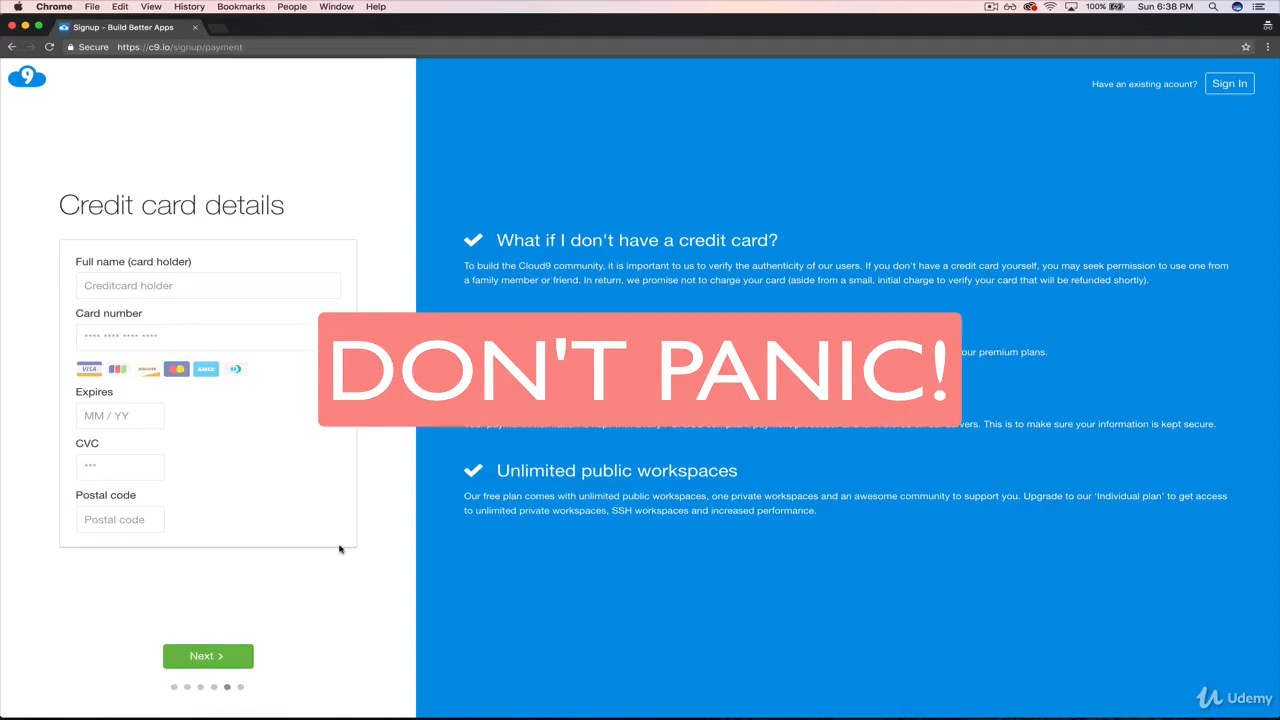 Chrome File Edit View History Bookmarks People Window Help
100% Sun 6:38 PM
Signup - Build Better Apps
Secure https://c9.io/signup/payment
9
Have an existing acount? Sign In
Credit card details
Full name (card holder)
Creditcard holder
Card number
**** **** **** ****
VISA JCB DISCOVER AMEX
Expires
MM / YY
CVC
***
Postal code
Postal code
Next >
What if I don't have a credit card?
To build the Cloud9 community, it is important to us to verify the authenticity of our users. If you don't have a credit card yourself, you may seek permission to use one from
a family member or friend. In return, we promise not to charge your card (aside from a small, initial charge to verify your card that will be refunded shortly).
DON'T PANIC!
our premium plans.
This is to make sure your information is kept secure.
Unlimited public workspaces
Our free plan comes with unlimited public workspaces, one private workspaces and an awesome community to support you. Upgrade to our 'Individual plan' to get access
to unlimited private workspaces, SSH workspaces and increased performance.
Udemy